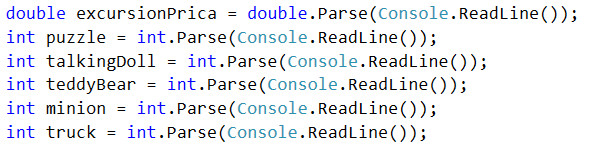 double excursionPrica = double.Parse(Console.ReadLine());
int puzzle = int.Parse(Console.ReadLine());
int talkingDoll = int.Parse(Console.ReadLine());
int teddyBear = int.Parse(Console.ReadLine());
int minion = int.Parse(Console.ReadLine());
int truck = int.Parse(Console.ReadLine());